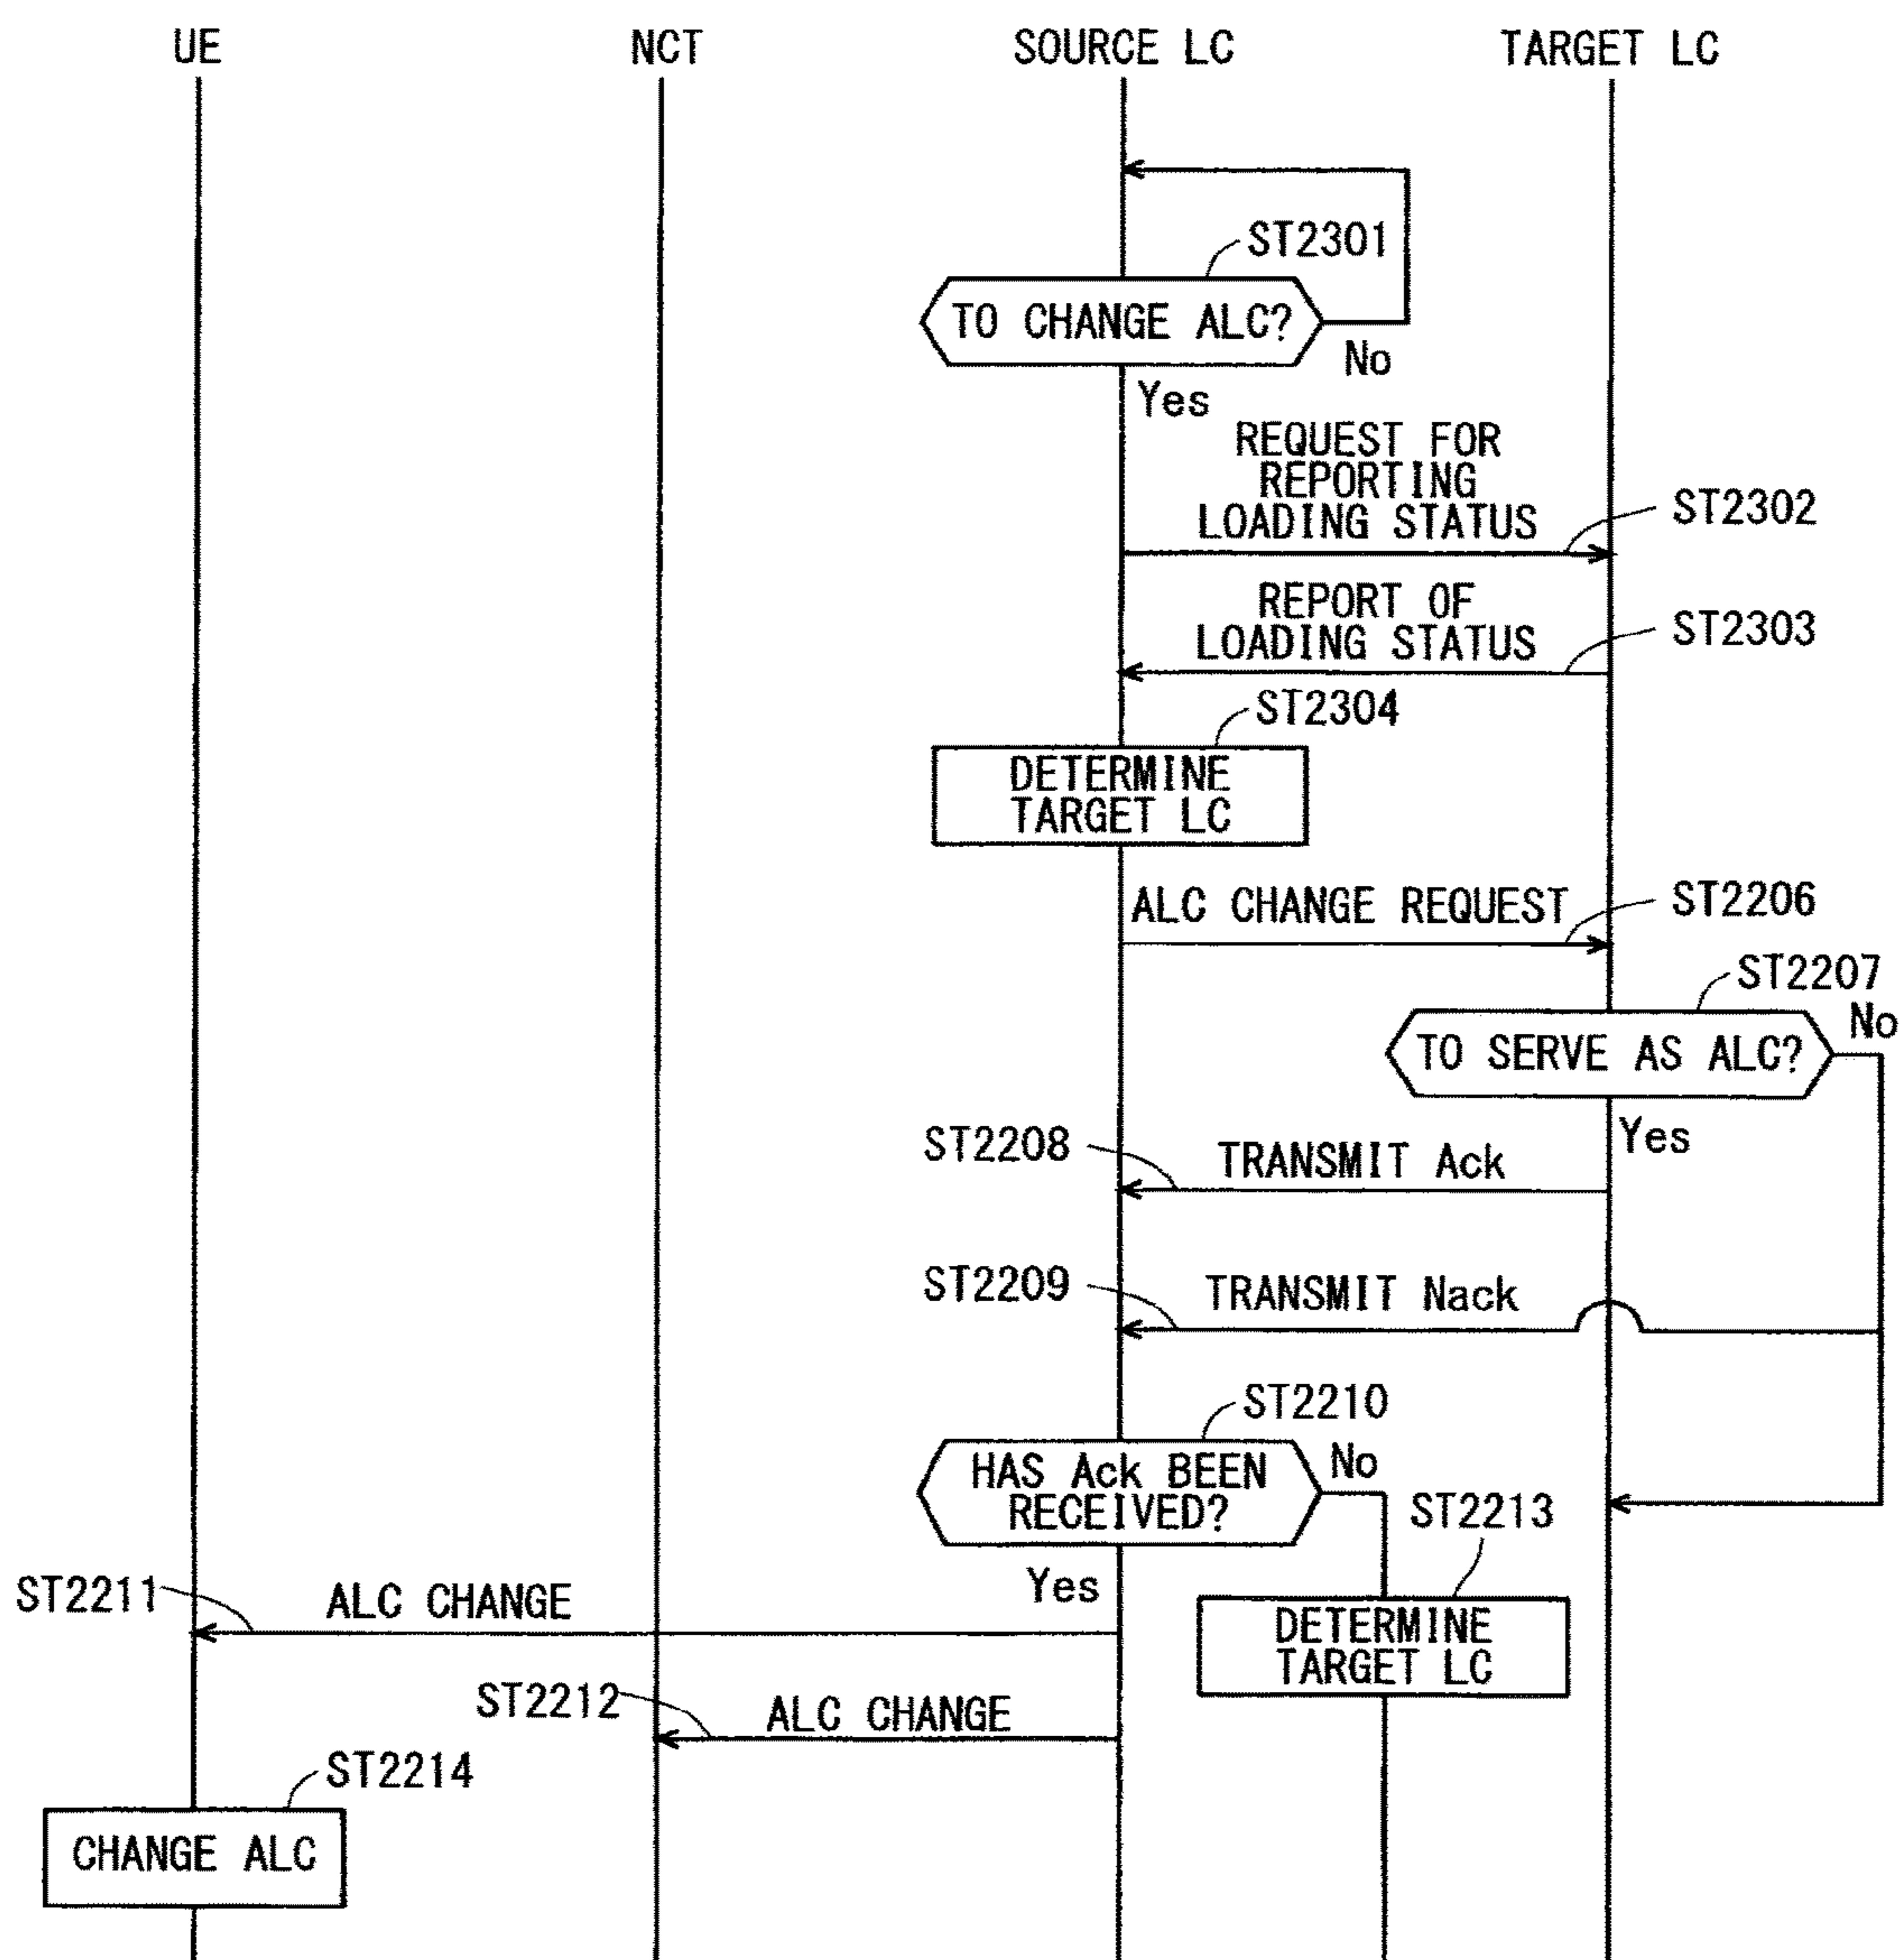 UE
NCT
SOURCE LC
TARGET LC
ST2301
TO CHANGE ALC?
No
Yes
REQUEST FOR
REPORTING
LOADING STATUS
ST2302
REPORT OF
LOADING STATUS
ST2303
ST2304
DETERMINE
TARGET LC
ALC CHANGE REQUEST
ST2206
ST2207
No
TO SERVE AS ALC?
Yes
ST2208
TRANSMIT Ack
ST2209
TRANSMIT Nack
ST2210
HAS Ack BEEN
RECEIVED?
No
ST2213
Yes
DETERMINE
TARGET LC
ST2211
ALC CHANGE
ST2212
ALC CHANGE
ST2214
CHANGE ALC